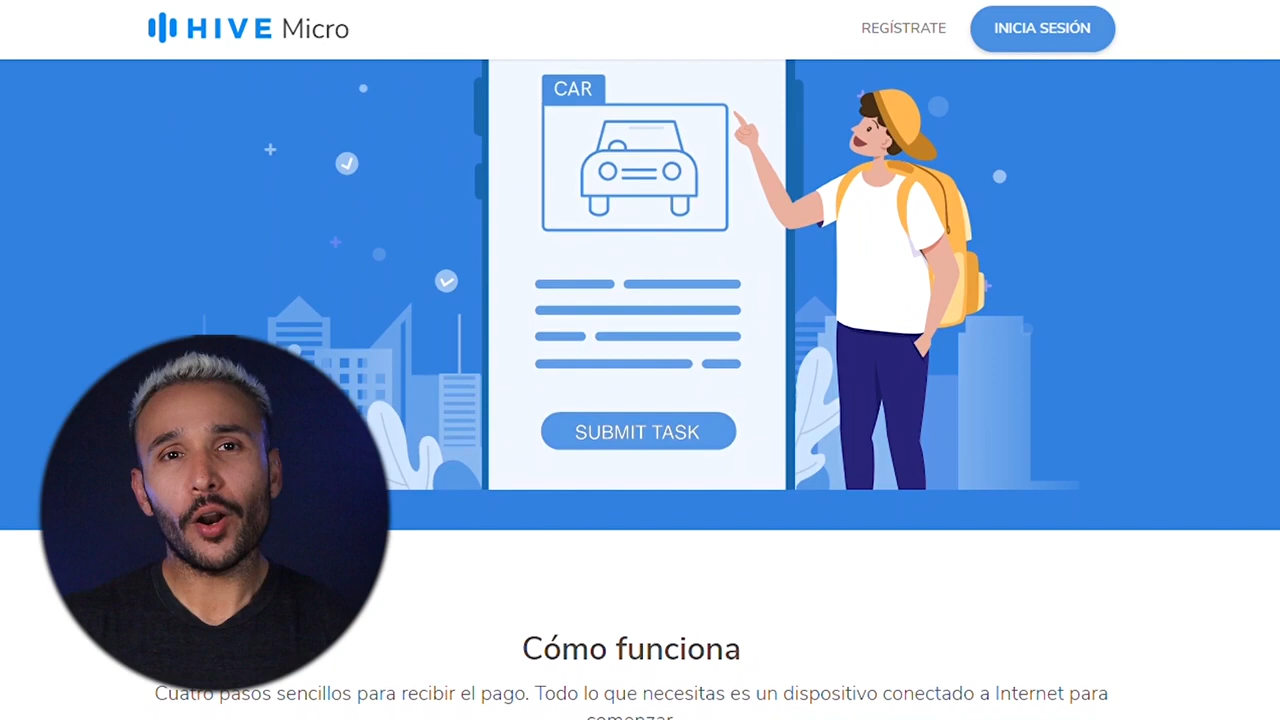 HIVE Micro
REGÍSTRATE
INICIA SESIÓN
CAR
SUBMIT TASK
Cómo funciona
Cuatro pasos sencillos para recibir el pago. Todo lo que necesitas es un dispositivo conectado a Internet para
comenzar